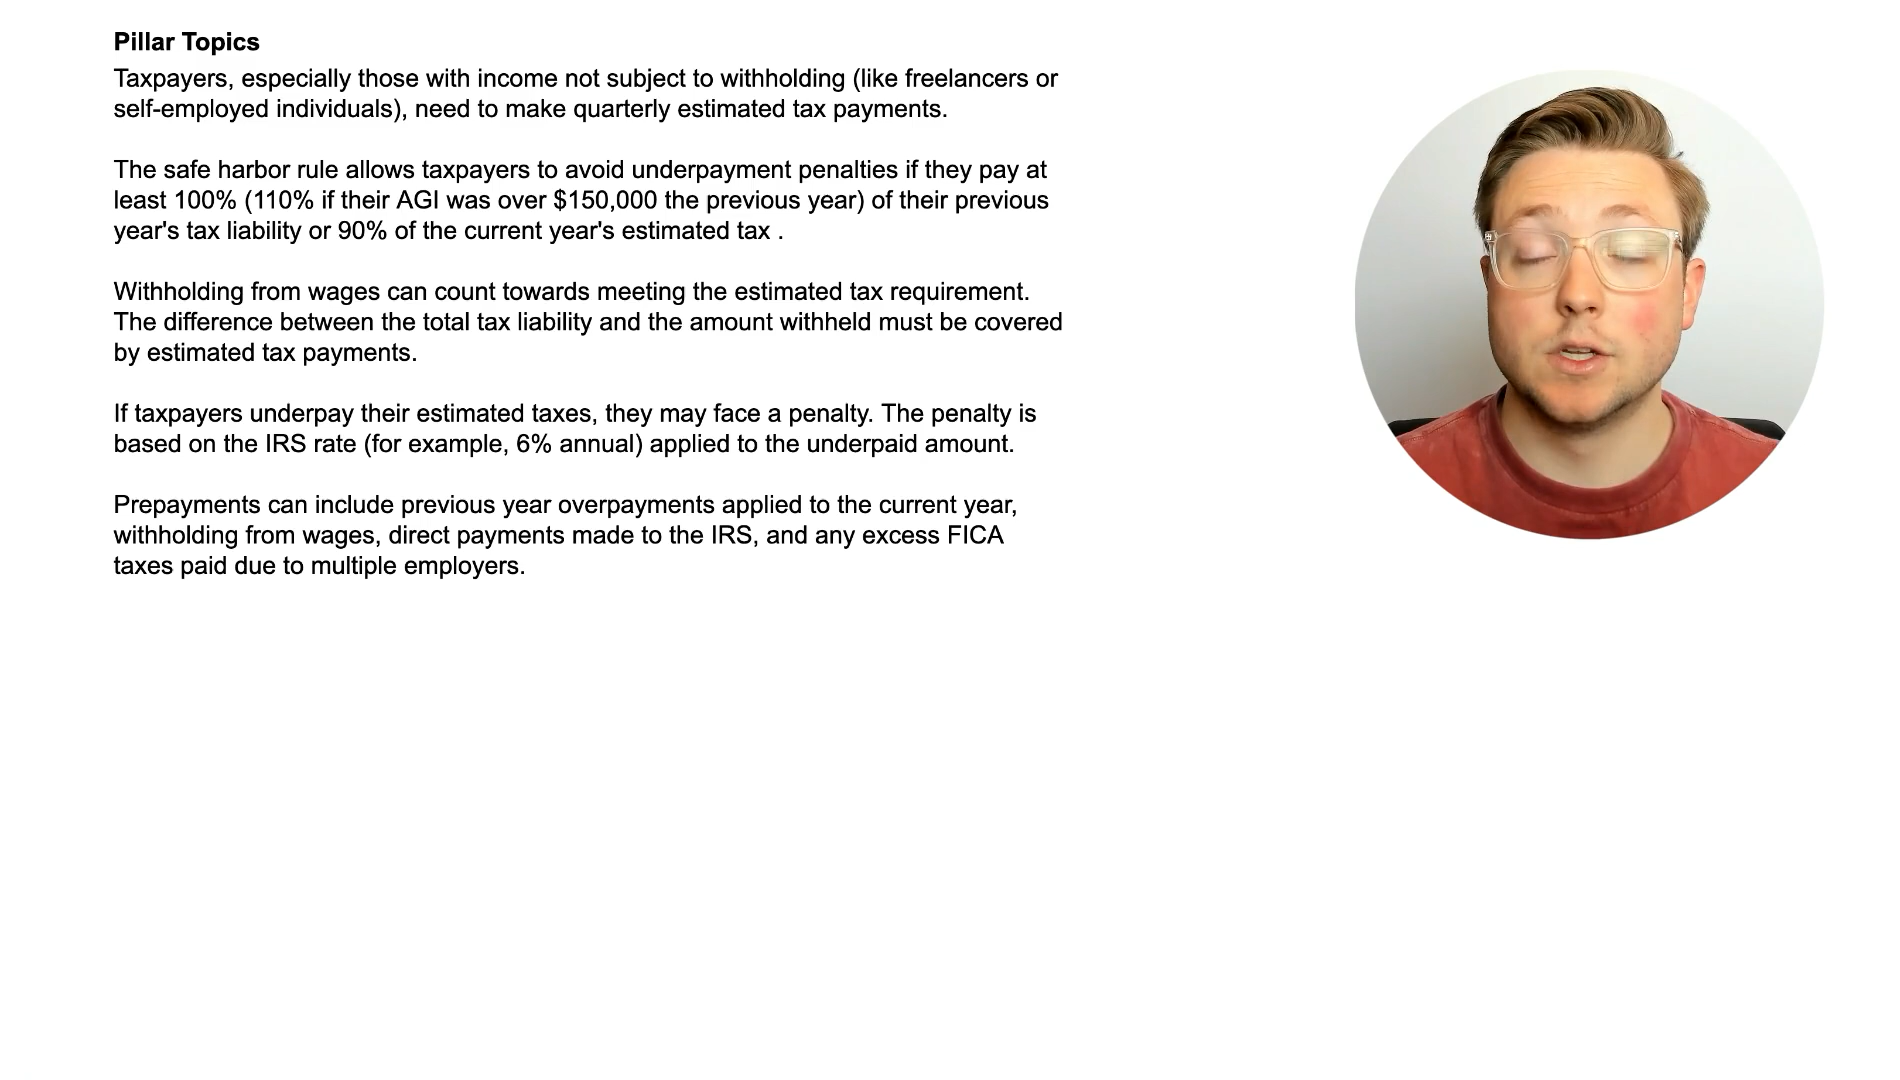 Pillar Topics
Taxpayers, especially those with income not subject to withholding (like freelancers or
self-employed individuals), need to make quarterly estimated tax payments.
The safe harbor rule allows taxpayers to avoid underpayment penalties if they pay at
least 100% (110% if their AGI was over $150,000 the previous year) of their previous
year's tax liability or 90% of the current year's estimated tax .
Withholding from wages can count towards meeting the estimated tax requirement.
The difference between the total tax liability and the amount withheld must be covered
by estimated tax payments.
If taxpayers underpay their estimated taxes, they may face a penalty. The penalty is
based on the IRS rate (for example, 6% annual) applied to the underpaid amount.
Prepayments can include previous year overpayments applied to the current year,
withholding from wages, direct payments made to the IRS, and any excess FICA
taxes paid due to multiple employers.